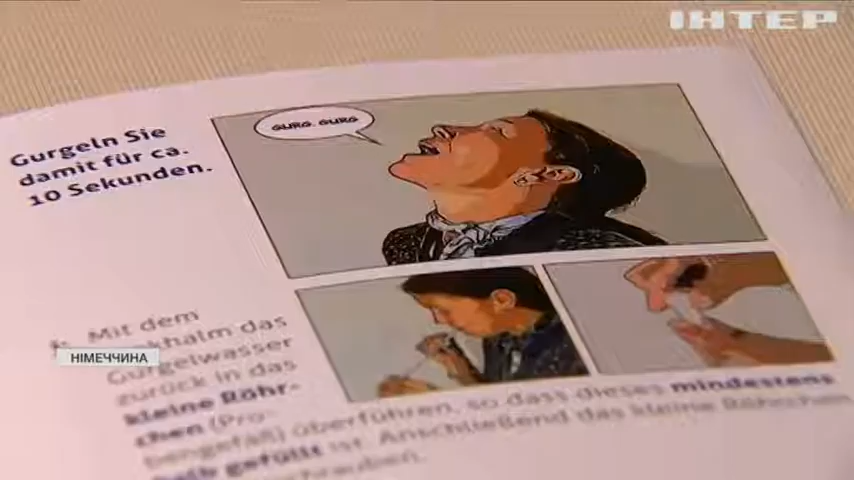 ІНТЕР
Gurgeln Sie
damit für ca.
10 Sekunden.
GURG. GURG
Mit dem
das
Gurgelwasser
zurück in das
kleine Röhr-
chen (Pro-
bengefäß) überführen, so dass dieses mindestens
halb gefüllt ist. Anschließend das kleine Röhrchen
schrauben.
НІМЕЧЧИНА